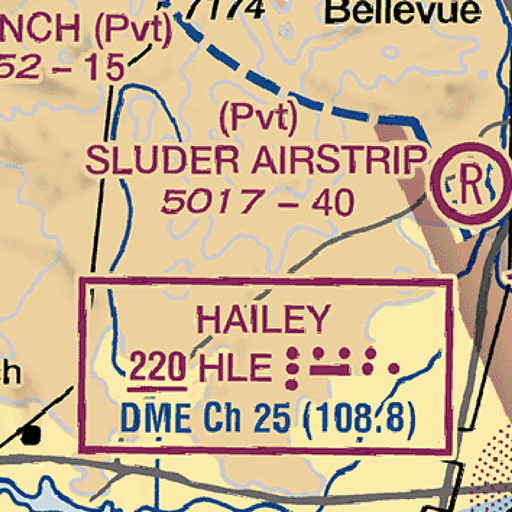 7174
Bellevue
NCH (Pvt)
52 – 15
(Pvt)
SLUDER AIRSTRIP
5017 – 40
R
HAILEY
220 HLE
DME Ch 25 (108.8)
h